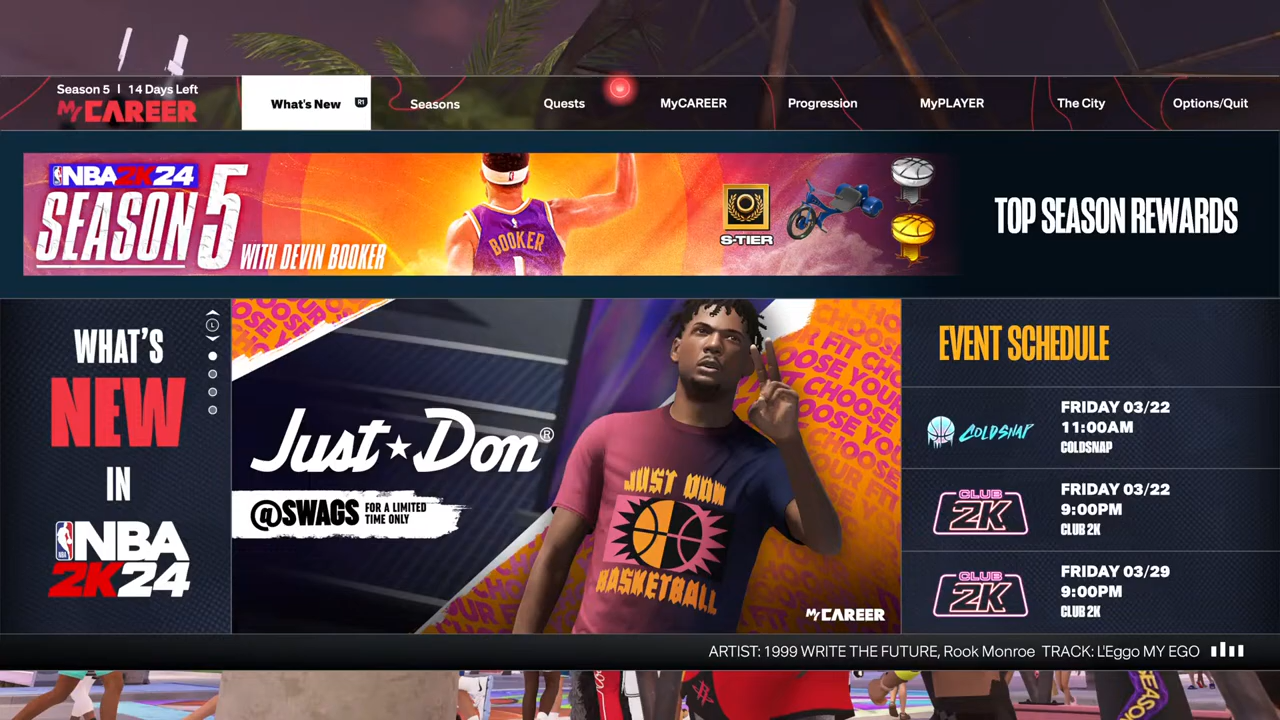 Season 5 | 14 Days Left
MyCAREER
What's New
R1
Seasons
Quests
MyCAREER
Progression
MyPLAYER
The City
Options/Quit
NBA 2K24
SEASON 5
WITH DEVIN BOOKER
BOOKER
1
S-TIER
TOP SEASON REWARDS
WHAT'S
NEW
IN
NBA
2K24
L
Just★Don®
@SWAGS
FOR A LIMITED
TIME ONLY
JUST DON
BASKETBALL
MyCAREER
EVENT SCHEDULE
COLDSNAP
FRIDAY 03/22
11:00AM
COLDSNAP
CLUB
2K
FRIDAY 03/22
9:00PM
CLUB 2K
CLUB
2K
FRIDAY 03/29
9:00PM
CLUB 2K
ARTIST: 1999 WRITE THE FUTURE, Rook Monroe TRACK: L'Eggo MY EGO